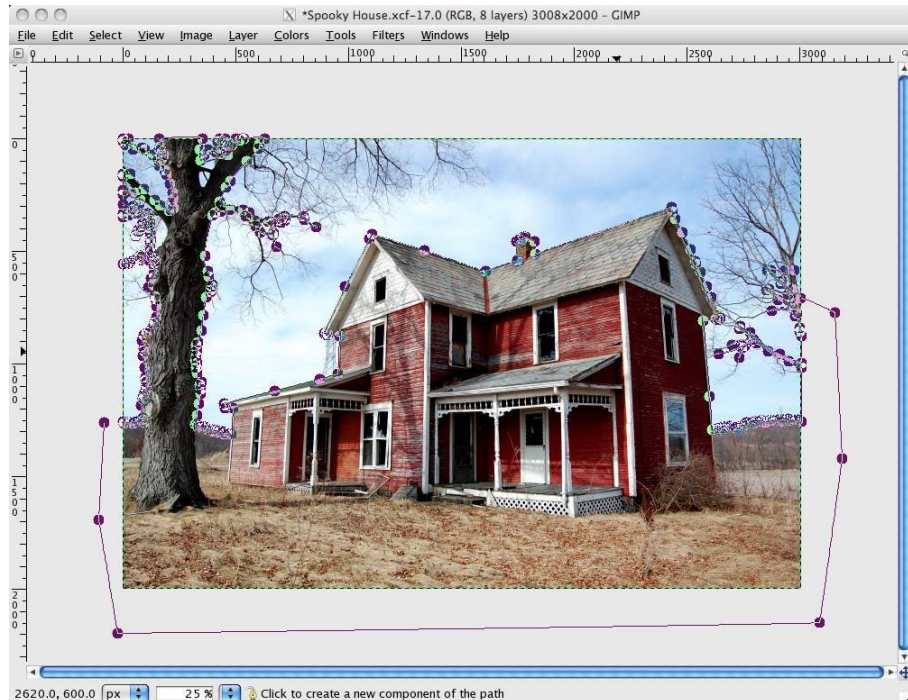 *Spooky House.xcf-17.0 (RGB, 8 layers) 3008x2000 – GIMP
File Edit Select View Image Layer Colors Tools Filters Windows Help
0 0 500 1000 1500 2000 2500 3000
0
500
1000
1500
2000
2620.0, 600.0 px 25 % Click to create a new component of the path